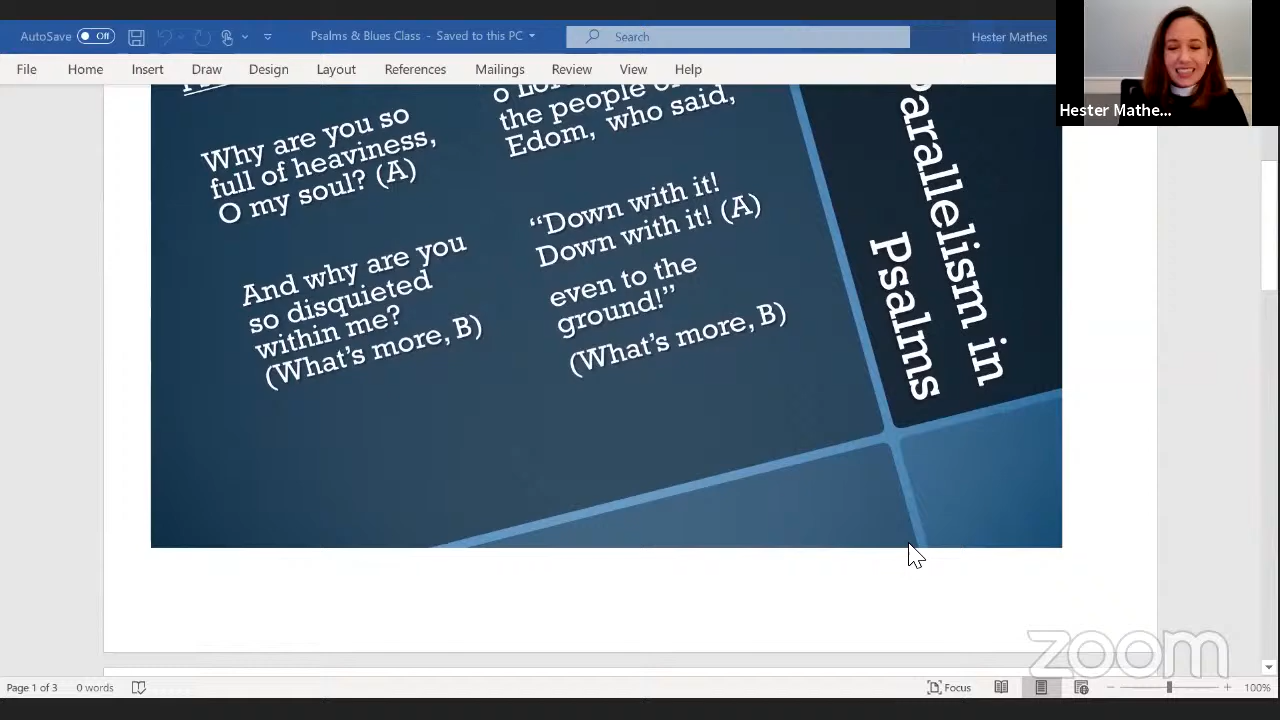 AutoSave Off
Psalms & Blues Class - Saved to this PC
Search
Hester Mathes
File Home Insert Draw Design Layout References Mailings Review View Help
Hester Mathe...
Why are you so
full of heaviness,
O my soul? (A)
And why are you
so disquieted
within me?
(What's more, B)
the people
Edom, who said,
“Down with it!
Down with it! (A)
even to the
ground!”
(What's more, B)
arallelism in
Psalms
zoom
Page 1 of 3 0 words Focus 100%